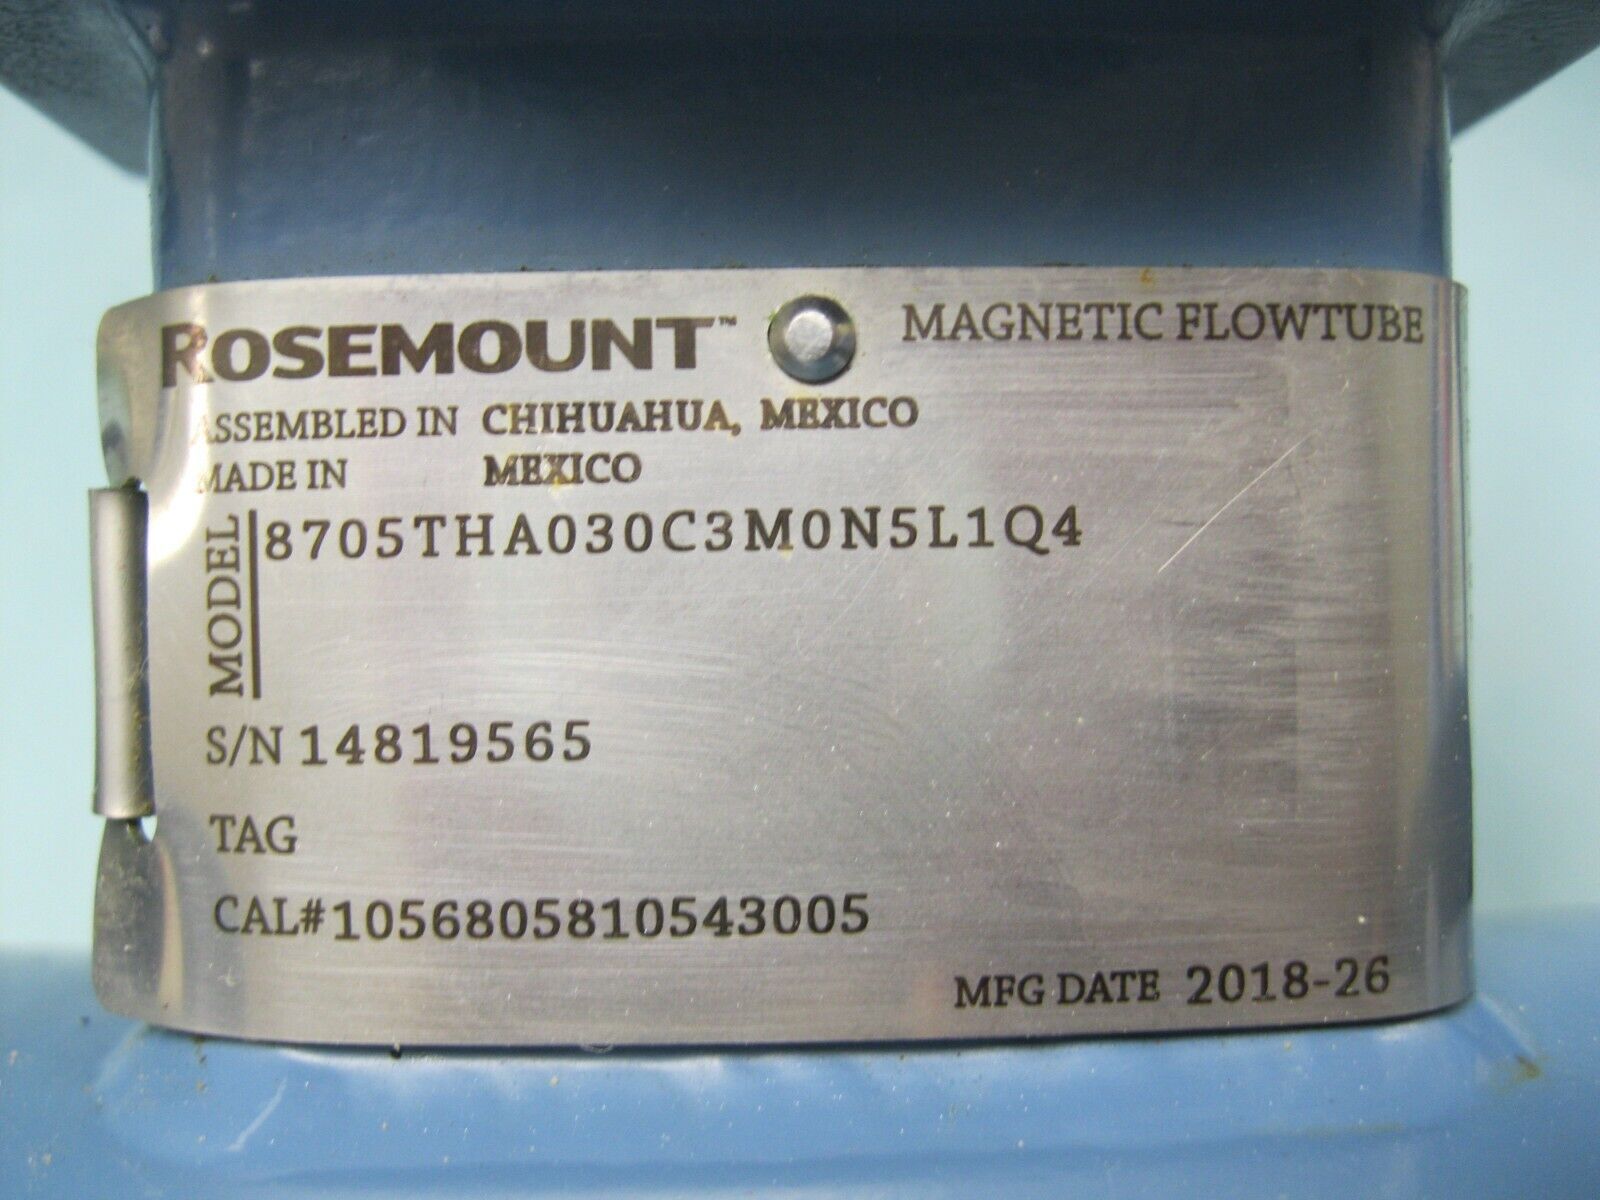 ROSEMOUNT™ MAGNETIC FLOWTUBE
ASSEMBLED IN CHIHUAHUA, MEXICO
MADE IN MEXICO
MODEL 8705THA030C3M0N5L1Q4
S/N 14819565
TAG
CAL#1056805810543005
MFG DATE 2018-26